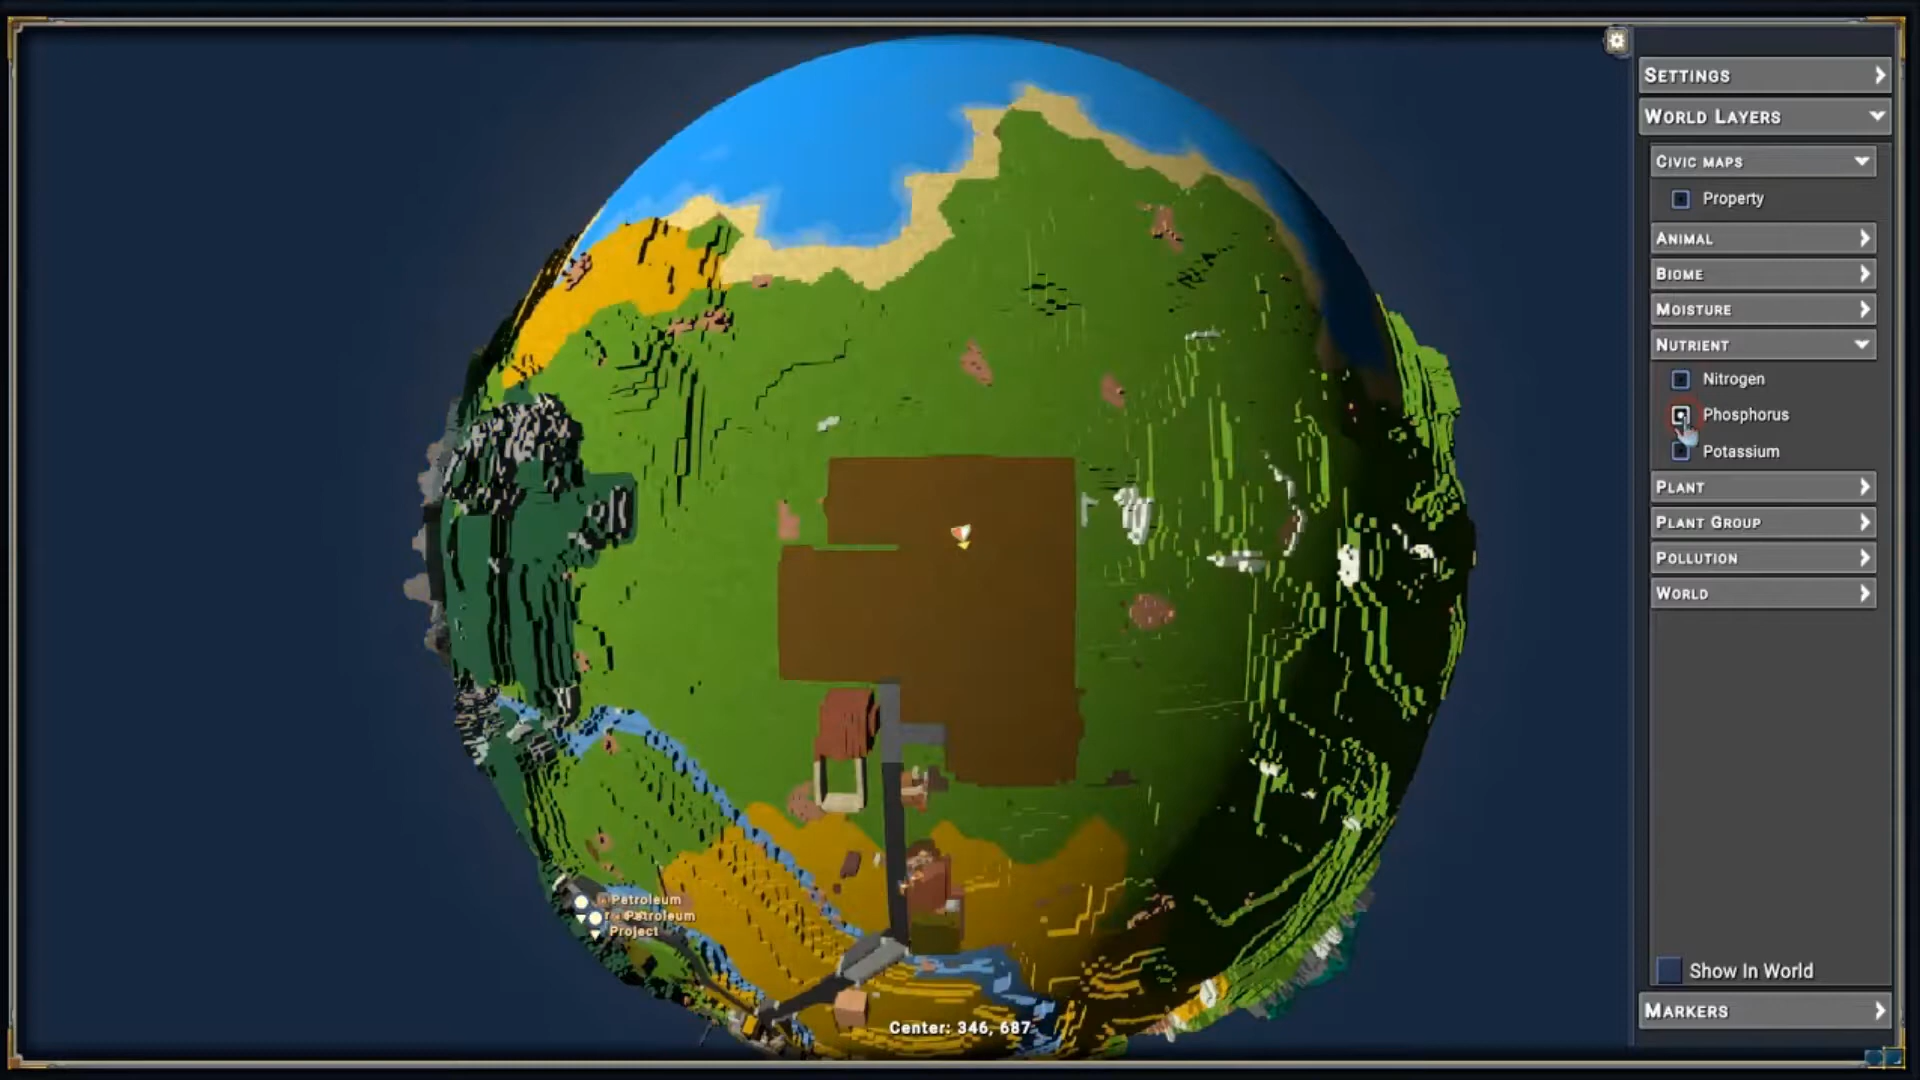 SETTINGS
WORLD LAYERS
CIVIC MAPS
Property
ANIMAL
BIOME
MOISTURE
NUTRIENT
Nitrogen
Phosphorus
Potassium
PLANT
PLANT GROUP
POLLUTION
WORLD
Petroleum
Petroleum
Project
Show In World
MARKERS
Center: 346, 687